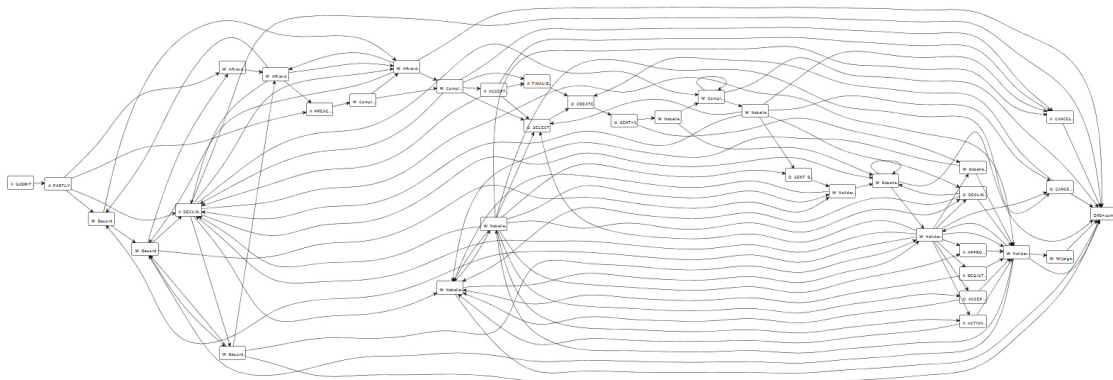 A SUBMIT.
A PARTLY.
W Beoord.
W Beoord.
A DECLIN.
W Beoord.
W Afhand.
W Afhand.
A PREAC.
W Compl.
W Afhand.
W Compl.
A ACCEPT.
A FINALIZ.
O SELECT
O CREATE
O SENT+C
W Nabelle.
W Compl.
W Nabelle.
O SENT B.
W Valider.
W Nabelle.
W Nabelle.
W Nabelle.
W Nabelle.
O DECLIN.
W Valider.
A APPRO.
A REGIST.
O ACCEP.
A ACTIVA.
W Valider.
W Wijzige.
A CANCEL.
O CANCE.
END+com